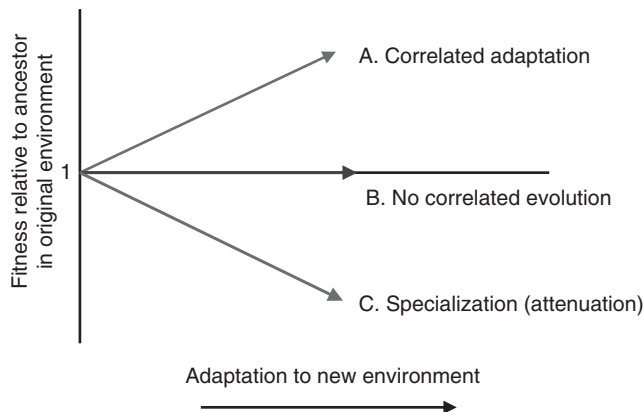 Fitness relative to ancestor
in original environment
1
A. Correlated adaptation
B. No correlated evolution
C. Specialization (attenuation)
Adaptation to new environment